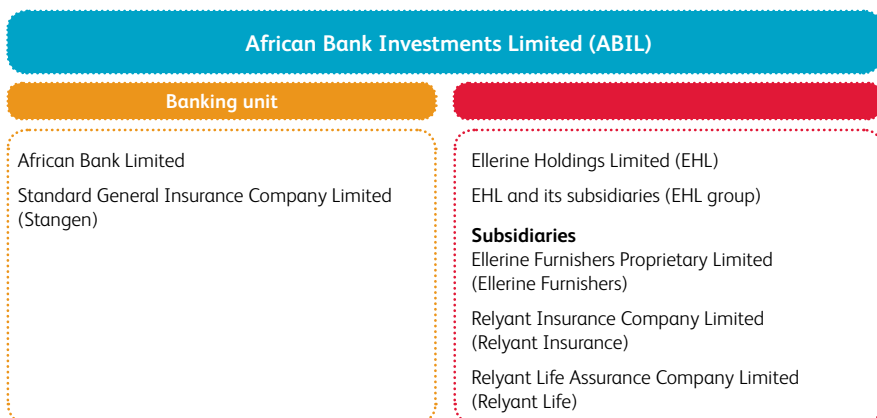 African Bank Investments Limited (ABIL)
Banking unit
African Bank Limited
Standard General Insurance Company Limited
(Stangen)
Ellerine Holdings Limited (EHL)
EHL and its subsidiaries (EHL group)
Subsidiaries
Ellerine Furnishers Proprietary Limited
(Ellerine Furnishers)
Relyant Insurance Company Limited
(Relyant Insurance)
Relyant Life Assurance Company Limited
(Relyant Life)